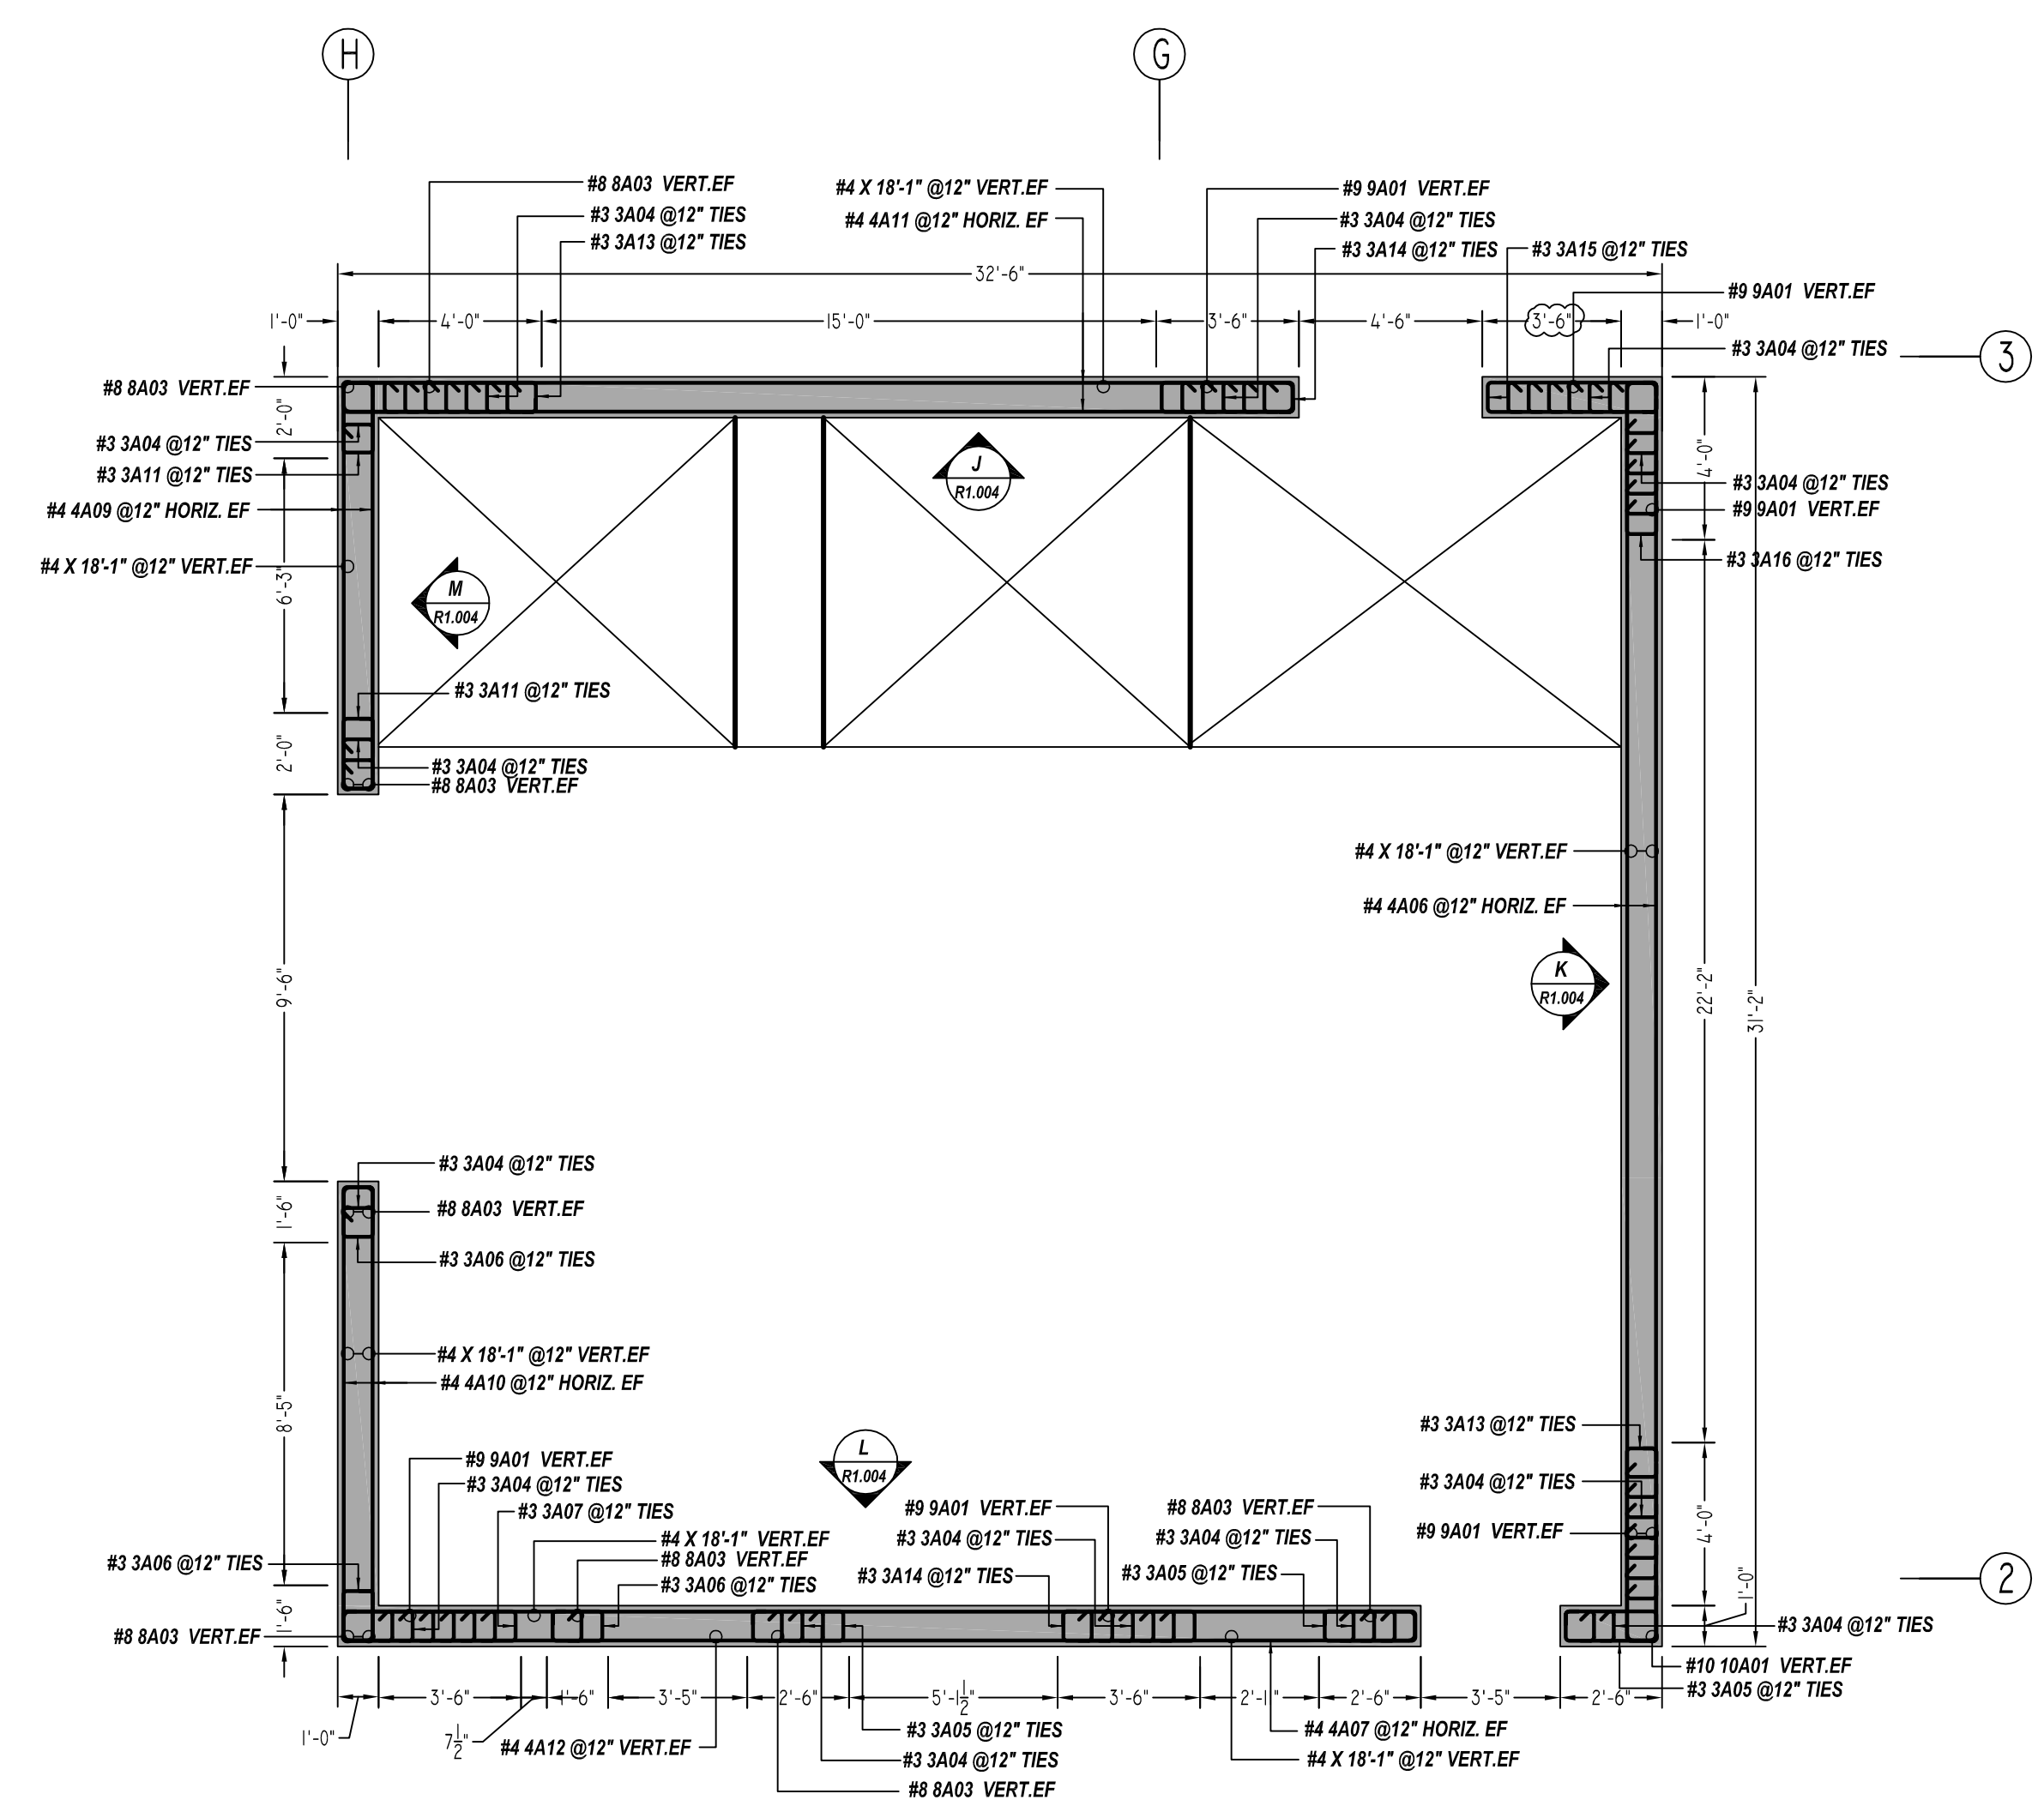 H
G
#8 8A03 VERT.EF
#3 3A04 @12" TIES
#3 3A13 @12" TIES
#4 X 18'-1" @12" VERT.EF
#4 4A11 @12" HORIZ. EF
#9 9A01 VERT.EF
#3 3A04 @12" TIES
#3 3A14 @12" TIES
#3 3A15 @12" TIES
#9 9A01 VERT.EF
#3 3A04 @12" TIES
32'-6"
1'-0"
4'-0"
15'-0"
3'-6"
4'-6"
3'-6"
1'-0"
3
#8 8A03 VERT.EF
2'-0"
#3 3A04 @12" TIES
#3 3A11 @12" TIES
#4 4A09 @12" HORIZ. EF
#4 X 18'-1" @12" VERT.EF
6'-3"
J
R1.004
M
R1.004
4'-0"
#3 3A04 @12" TIES
#9 9A01 VERT.EF
#3 3A16 @12" TIES
#3 3A11 @12" TIES
2'-0"
#3 3A04 @12" TIES
#8 8A03 VERT.EF
#4 X 18'-1" @12" VERT.EF
#4 4A06 @12" HORIZ. EF
9'-6"
K
R1.004
22'-2"
31'-2"
#3 3A04 @12" TIES
1'-6"
#8 8A03 VERT.EF
#3 3A06 @12" TIES
#4 X 18'-1" @12" VERT.EF
#4 4A10 @12" HORIZ. EF
8'-5"
L
R1.004
#3 3A13 @12" TIES
#3 3A04 @12" TIES
#9 9A01 VERT.EF
4'-0"
1'-0"
2
#9 9A01 VERT.EF
#3 3A04 @12" TIES
#3 3A07 @12" TIES
#4 X 18'-1" VERT.EF
#8 8A03 VERT.EF
#3 3A06 @12" TIES
#9 9A01 VERT.EF
#3 3A04 @12" TIES
#3 3A14 @12" TIES
#8 8A03 VERT.EF
#3 3A04 @12" TIES
#3 3A05 @12" TIES
#3 3A06 @12" TIES
1'-6"
#8 8A03 VERT.EF
#3 3A04 @12" TIES
#10 10A01 VERT.EF
#3 3A05 @12" TIES
1'-0"
3'-6"
7 1/2"
1'-6"
3'-5"
2'-6"
5'-1 1/2"
3'-6"
2'-11"
2'-6"
3'-5"
2'-6"
#4 4A12 @12" VERT.EF
#3 3A05 @12" TIES
#3 3A04 @12" TIES
#8 8A03 VERT.EF
#4 4A07 @12" HORIZ. EF
#4 X 18'-1" @12" VERT.EF